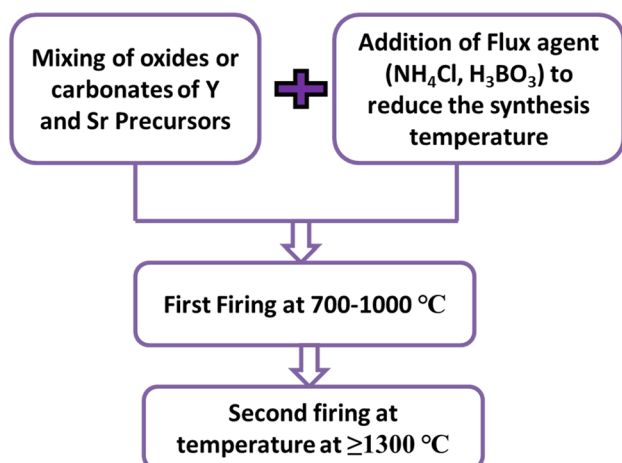 Mixing of oxides or
carbonates of Y
and Sr Precursors
Addition of Flux agent
(NH₄Cl, H₃BO₃) to
reduce the synthesis
temperature
First Firing at 700-1000 °C
Second firing at
temperature at ≥1300 °C